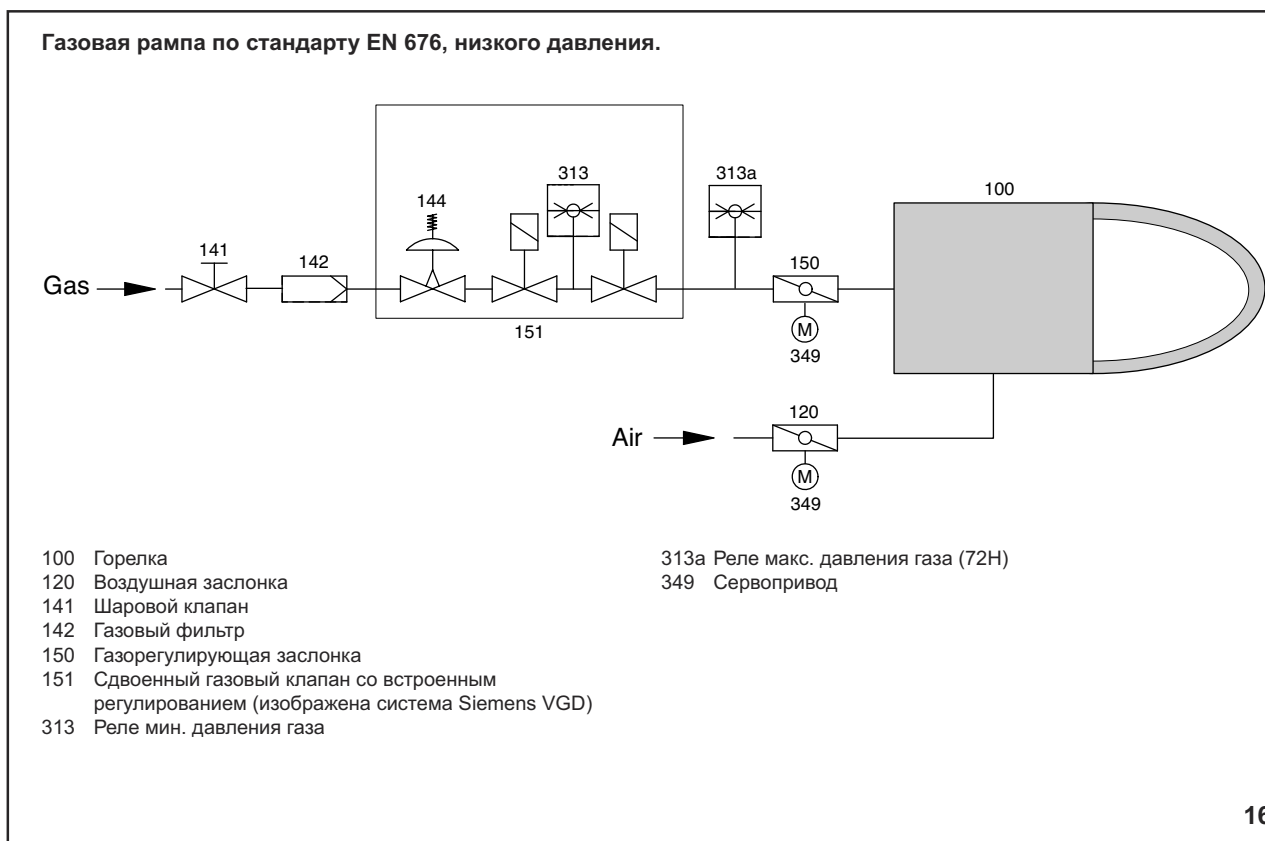 Газовая рампа по стандарту EN 676, низкого давления.
313
313a
100
144
141
142
150
Gas
151
M
349
120
Air
M
349
100 Горелка
120 Воздушная заслонка
141 Шаровой клапан
142 Газовый фильтр
150 Газорегулирующая заслонка
151 Сдвоенный газовый клапан со встроенным
регулированием (изображена система Siemens VGD)
313 Реле мин. давления газа
313a Реле макс. давления газа (72H)
349 Сервопривод
16